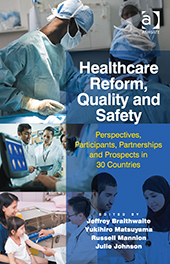 Healthcare
Reform,
Quality and
Safety
Perspectives,
Participants, Partnerships
and Prospects in
30 Countries
EDITED BY
Jeffrey Braithwaite
Yukihiro Matsuyama
Russell Mannion
Julie Johnson